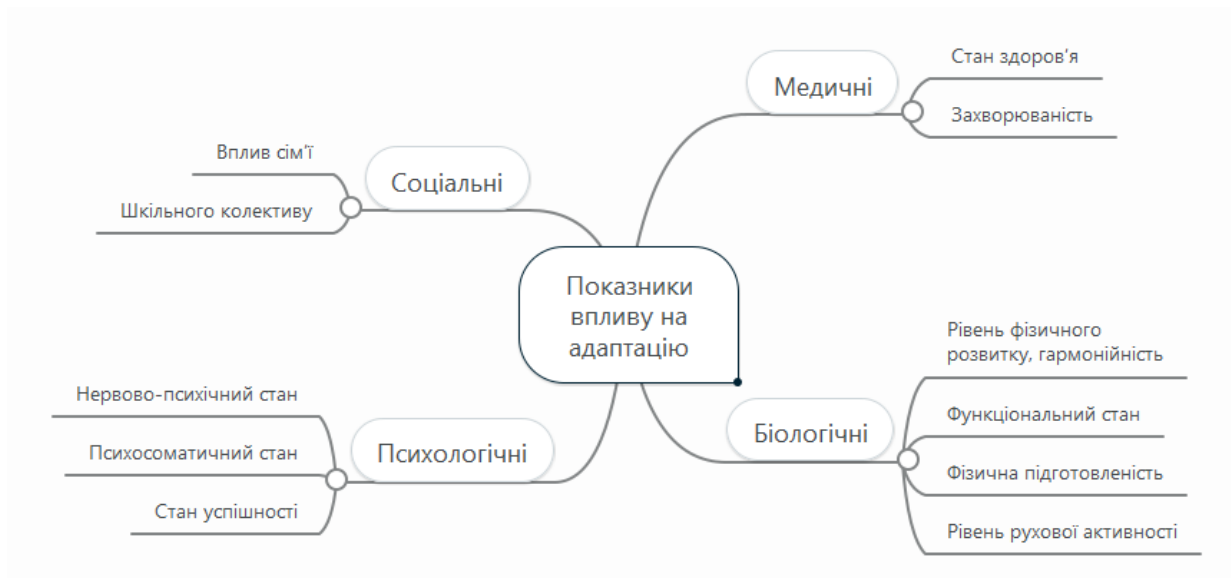 Показники
впливу на
адаптацію
Медичні
Стан здоров'я
Захворюваність
Біологічні
Рівень фізичного
розвитку, гармонійність
Функціональний стан
Фізична підготовленість
Рівень рухової активності
Соціальні
Вплив сім'ї
Шкільного колективу
Психологічні
Нервово-психічний стан
Психосоматичний стан
Стан успішності